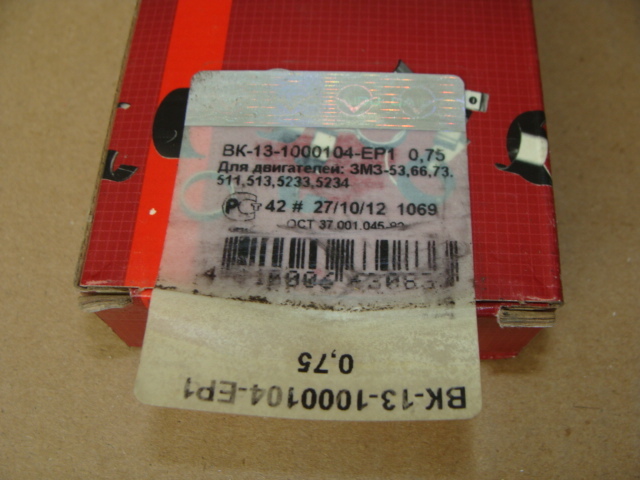 ВК-13-1000104-ЕР1 0,75
Для двигателей: ЗМЗ-53,66,73,
511,513,5233,5234
РС 42 # 27/10/12 1069
ОСТ 37.001.045-
0,75
ВК-13-1000104-ЕР1